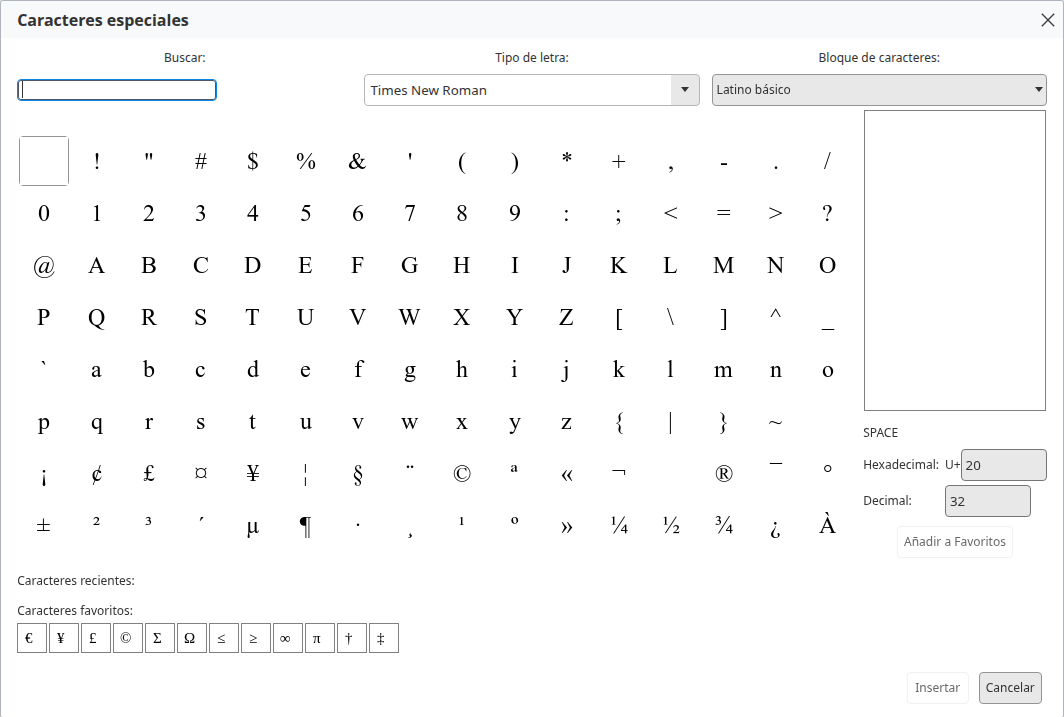 Caracteres especiales
Buscar: Tipo de letra: Bloque de caracteres:
Times New Roman Latino básico
! " # $ % & ' ( ) * + , - . /
0 1 2 3 4 5 6 7 8 9 : ; < = > ?
@ A B C D E F G H I J K L M N O
P Q R S T U V W X Y Z [ \ ] ^ _
` a b c d e f g h i j k l m n o
p q r s t u v w x y z { | } ~
¡ ¢ £ ¤ ¥ ¦ § ¨ © ª « ¬ ® ¯ °
± ² ³ ´ µ ¶ · ¸ ¹ º » ¼ ½ ¾ ¿ À
SPACE
Hexadecimal: U+ 20
Decimal: 32
Añadir a Favoritos
Caracteres recientes:
Caracteres favoritos:
€ ¥ £ © Σ Ω ≤ ≥ ∞ π † ‡
Insertar Cancelar